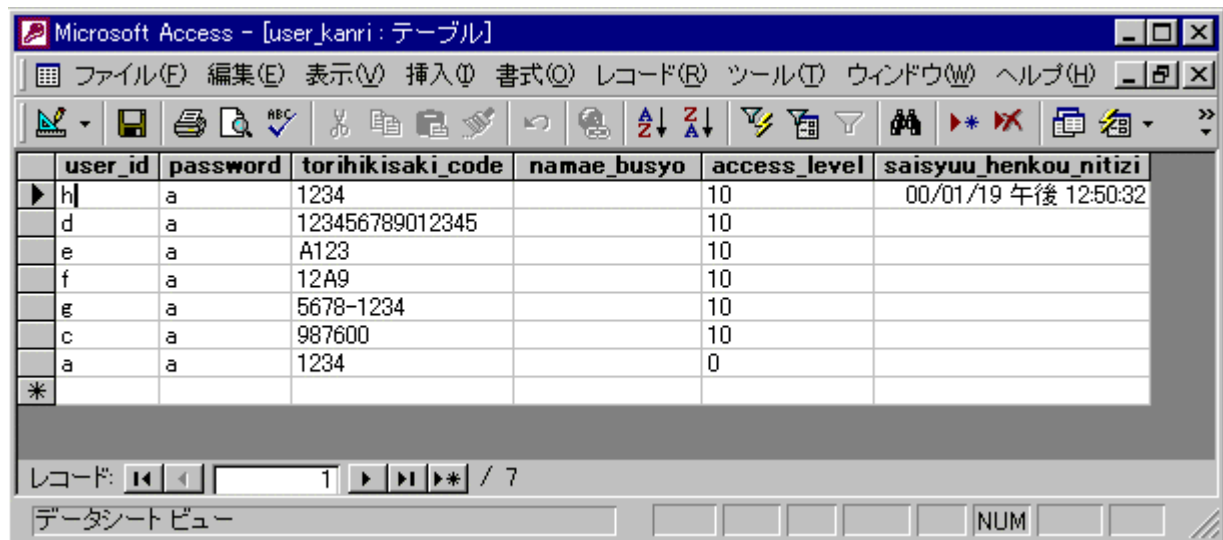 Microsoft Access - [user_kanri : テーブル]
ファイル(F) 編集(E) 表示(V) 挿入(I) 書式(O) レコード(R) ツール(T) ウィンドウ(W) ヘルプ(H)
user_id password torihikisaki_code namae_busyo access_level saisyuu_henkou_nitizi
h a 1234 10 00/01/19 午後 12:50:32
d a 123456789012345 10
e a A123 10
f a 12A9 10
g a 5678-1234 10
c a 987600 10
a a 1234 0
レコード: 1 / 7
データシート ビュー NUM